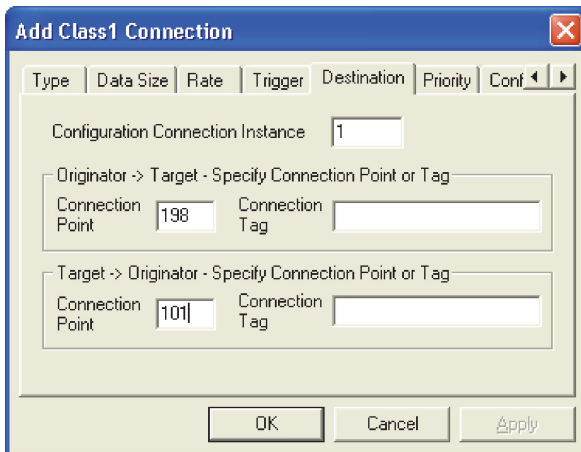 Add Class1 Connection
Type Data Size Rate Trigger Destination Priority Conf
Configuration Connection Instance 1
Originator -> Target - Specify Connection Point or Tag
Connection Point 198 Connection Tag
Target -> Originator - Specify Connection Point or Tag
Connection Point 101 Connection Tag
OK Cancel Apply